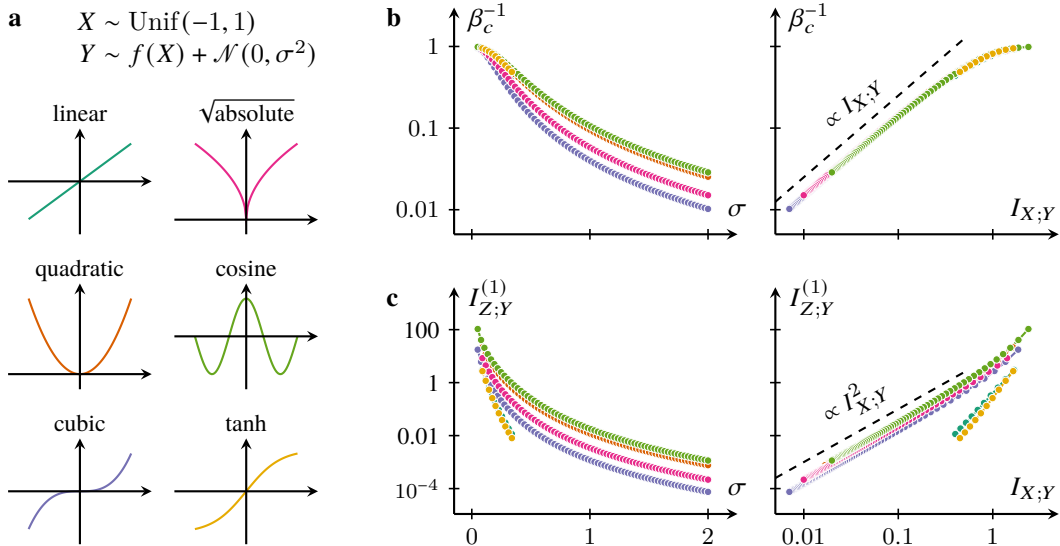 a
X ∼ Unif(-1, 1)
Y ∼ f(X) + 𝒩(0, σ²)
linear
√absolute
quadratic
cosine
cubic
tanh
b
β_c^{-1}
1
0.1
0.01
σ
β_c^{-1}
∝ I_{X;Y}
I_{X;Y}
c
I_{Z;Y}^{(1)}
100
1
0.01
10^{-4}
σ
0
1
2
I_{Z;Y}^{(1)}
∝ I²_{X;Y}
I_{X;Y}
0.01
0.1
1